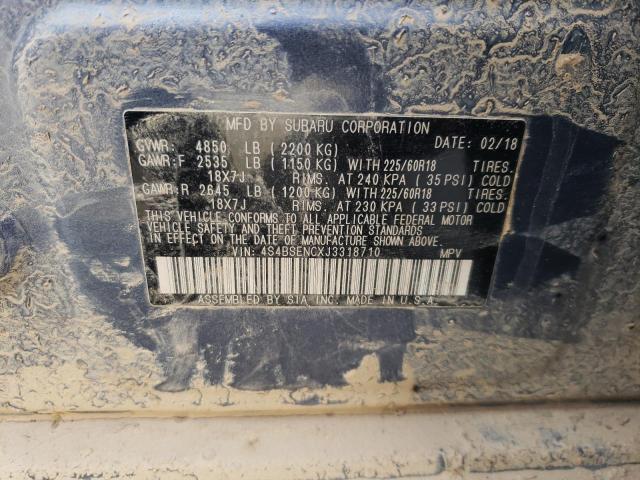 MFD BY SUBARU CORPORATION
GVWR: 4850 LB (2200 KG) DATE: 02/18
GAWR:F 2535 LB (1150 KG) WITH 225/60R18 TIRES.
18X7J RIMS. AT 240 KPA (35 PSI) COLD
GAWR:R 2645 LB (1200 KG) WITH 225/60R18 TIRES.
18X7J RIMS. AT 230 KPA (33 PSI) COLD
THIS VEHICLE CONFORMS TO ALL APPLICABLE FEDERAL MOTOR
VEHICLE SAFETY AND THEFT PREVENTION STANDARDS
IN EFFECT ON THE DATE OF MANUFACTURE SHOWN ABOVE.
VIN: 4S4BSENCXJ3318710 MPV
ASSEMBLED BY SIA INC. MADE IN U.S.A.